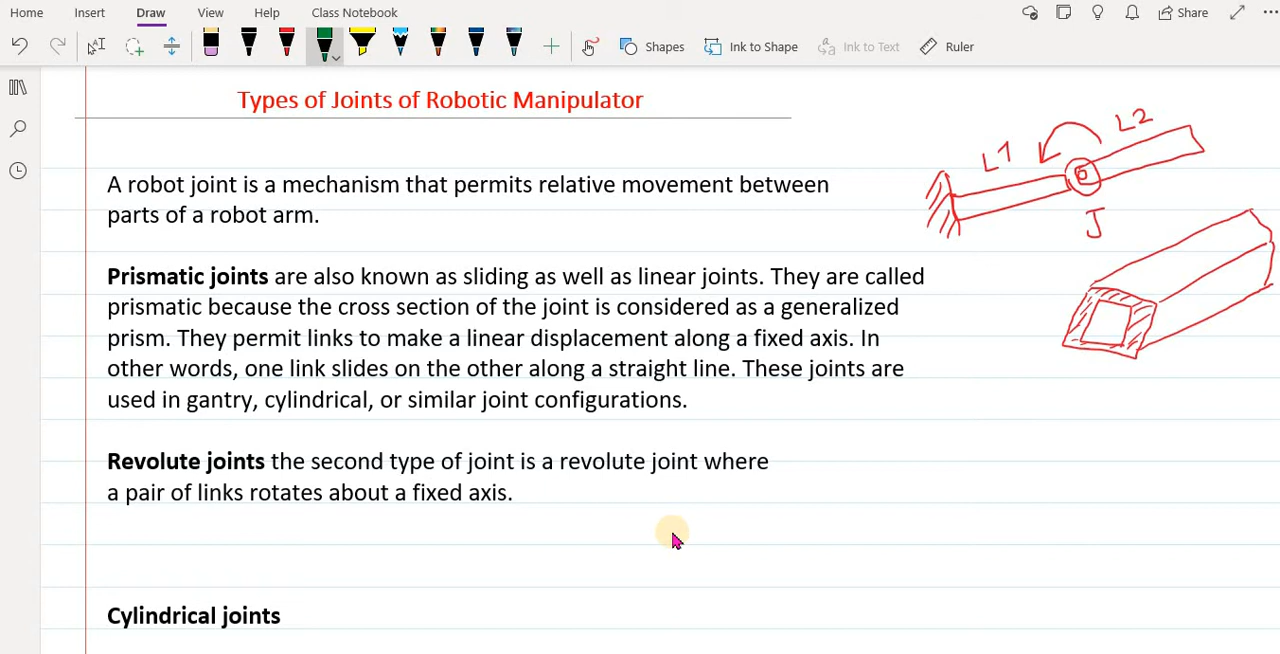 Home Insert Draw View Help Class Notebook Share
Shapes Ink to Shape Ink to Text Ruler
Types of Joints of Robotic Manipulator
L1 L2
A robot joint is a mechanism that permits relative movement between
parts of a robot arm.
J
Prismatic joints are also known as sliding as well as linear joints. They are called
prismatic because the cross section of the joint is considered as a generalized
prism. They permit links to make a linear displacement along a fixed axis. In
other words, one link slides on the other along a straight line. These joints are
used in gantry, cylindrical, or similar joint configurations.
Revolute joints the second type of joint is a revolute joint where
a pair of links rotates about a fixed axis.
Cylindrical joints